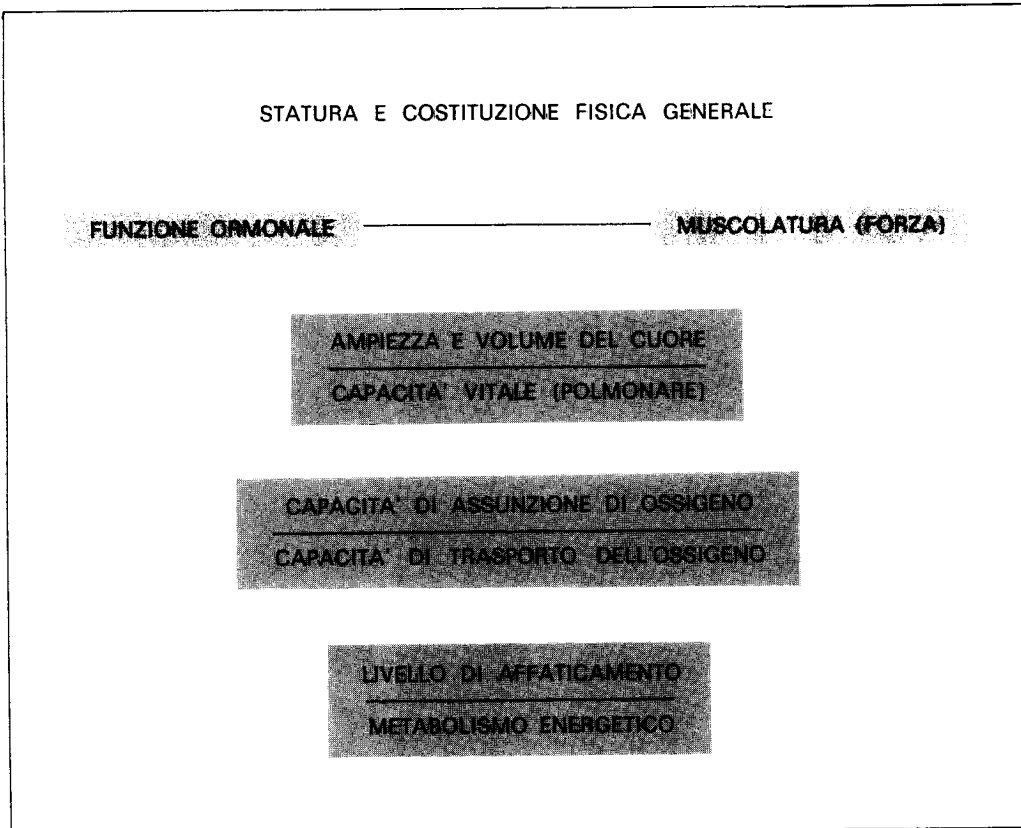 STATURA E COSTITUZIONE FISICA GENERALE
FUNZIONE ORMONALE MUSCOLATURA (FORZA)
AMPIEZZA E VOLUME DEL CUORE
CAPACITA' VITALE (POLMONARE)
CAPACITA' DI ASSUNZIONE DI OSSIGENO
CAPACITA' DI TRASPORTO DELL'OSSIGENO
LIVELLO DI AFFATICAMENTO
METABOLISMO ENERGETICO